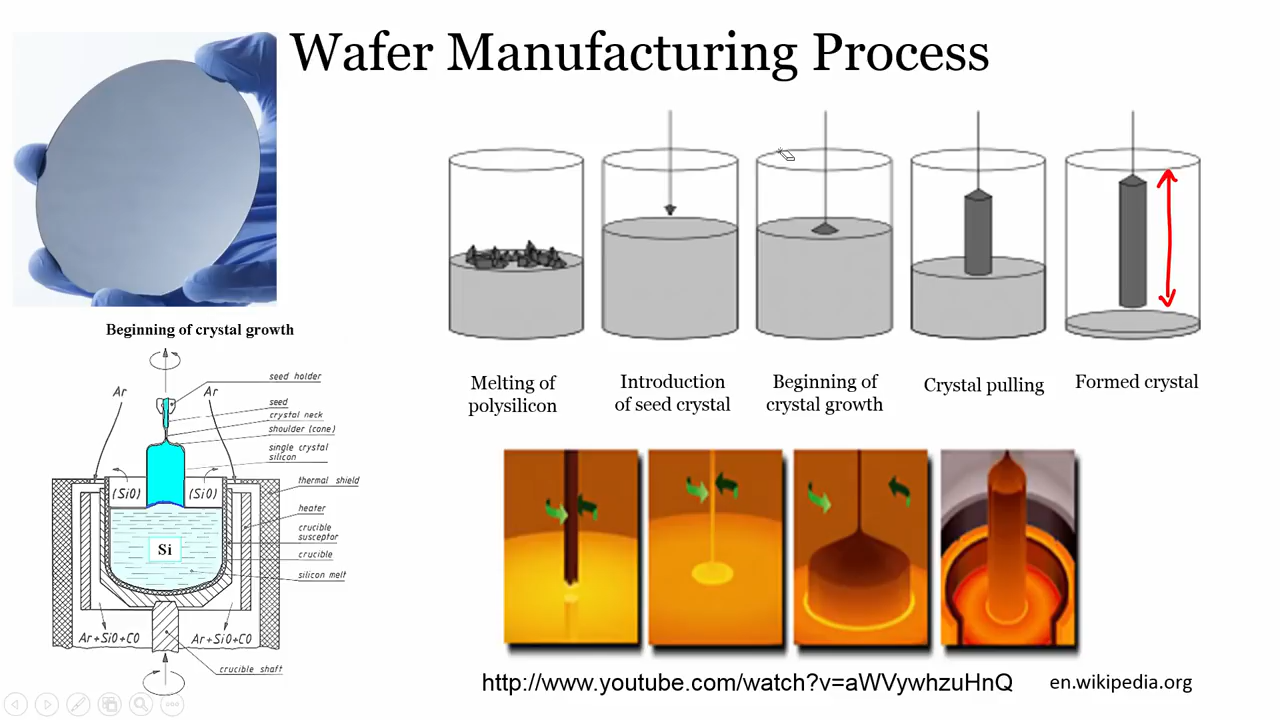 Wafer Manufacturing Process
Melting of
polysilicon
Introduction
of seed crystal
Beginning of
crystal growth
Crystal pulling
Formed crystal
Beginning of crystal growth
seed holder
Ar
Ar
seed
crystal neck
shoulder (cone)
single crystal
silicon
(SiO)
(SiO)
thermal shield
heater
crucible
susceptor
Si
crucible
silicon melt
Ar+SiO+CO
Ar+SiO+CO
crucible shaft
http://www.youtube.com/watch?v=aWVywhzuHnQ
en.wikipedia.org